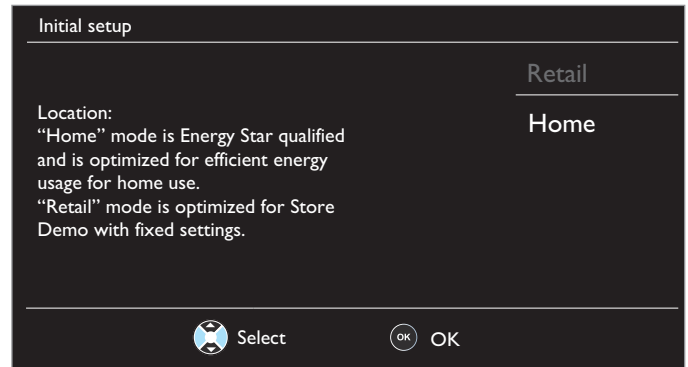 Initial setup
Retail
Home
Location:
“Home” mode is Energy Star qualified
and is optimized for efficient energy
usage for home use.
“Retail” mode is optimized for Store
Demo with fixed settings.
Select
OK OK